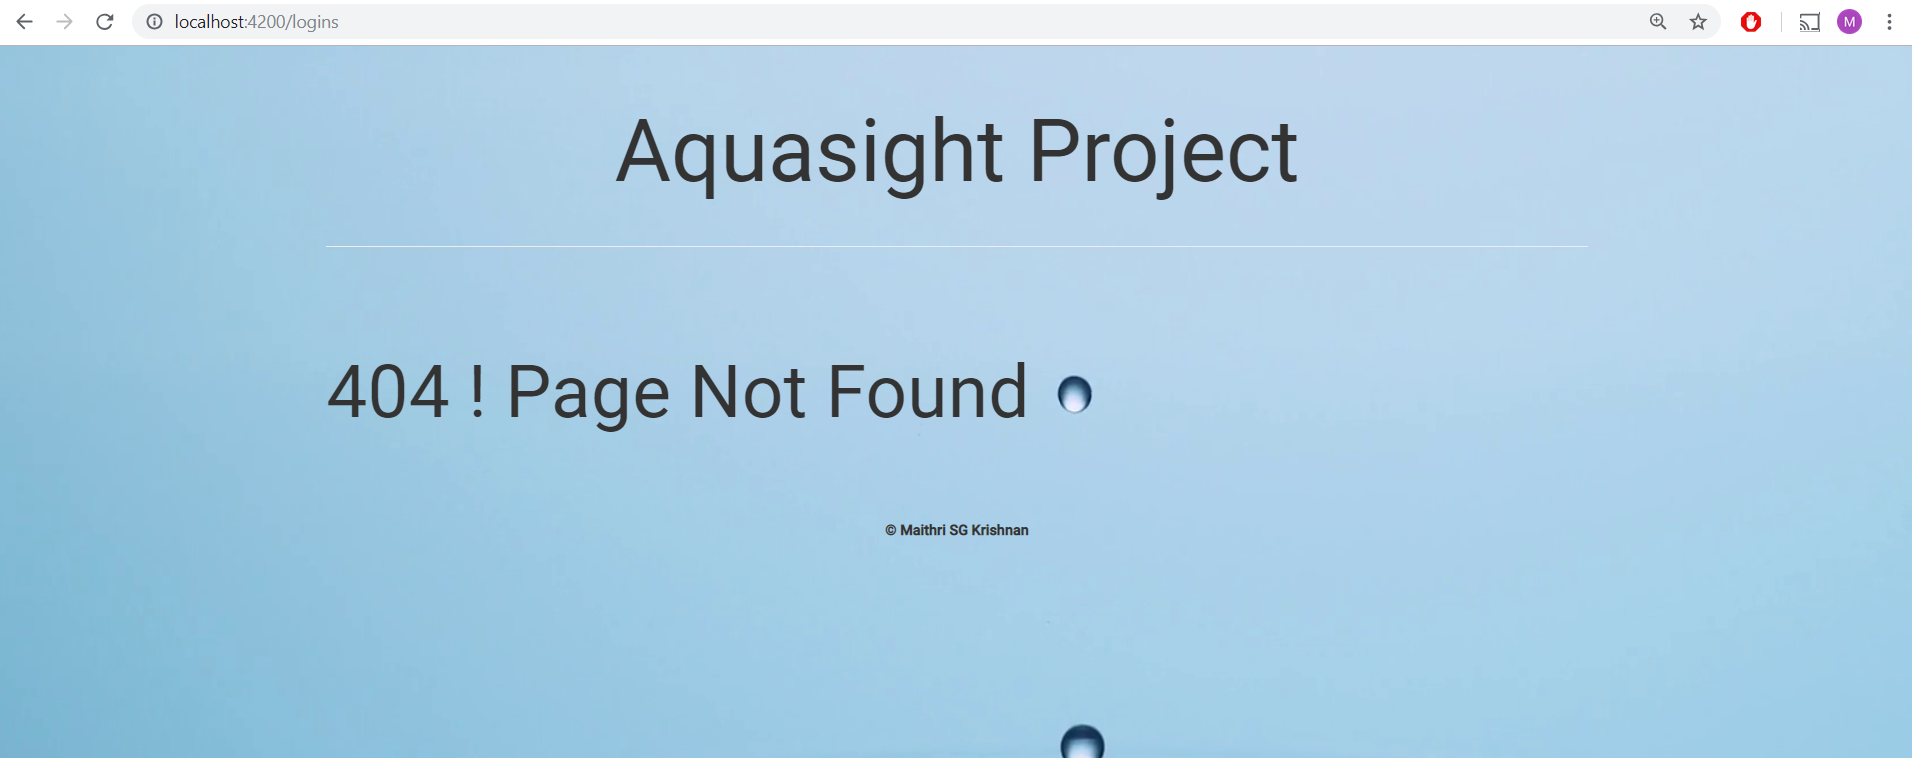 localhost:4200/logins
M
Aquasight Project
404 ! Page Not Found
© Maithri SG Krishnan